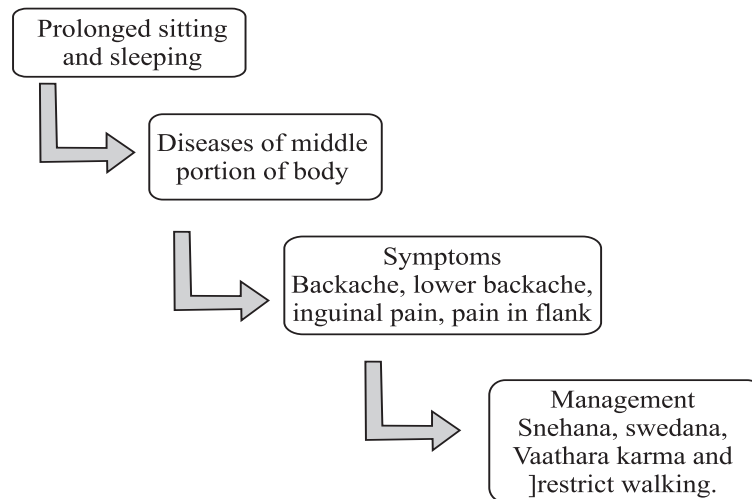 Prolonged sitting
and sleeping
Diseases of middle
portion of body
Symptoms
Backache, lower backache,
inguinal pain, pain in flank
Management
Snehana, swedana,
Vaathara karma and
]restrict walking.